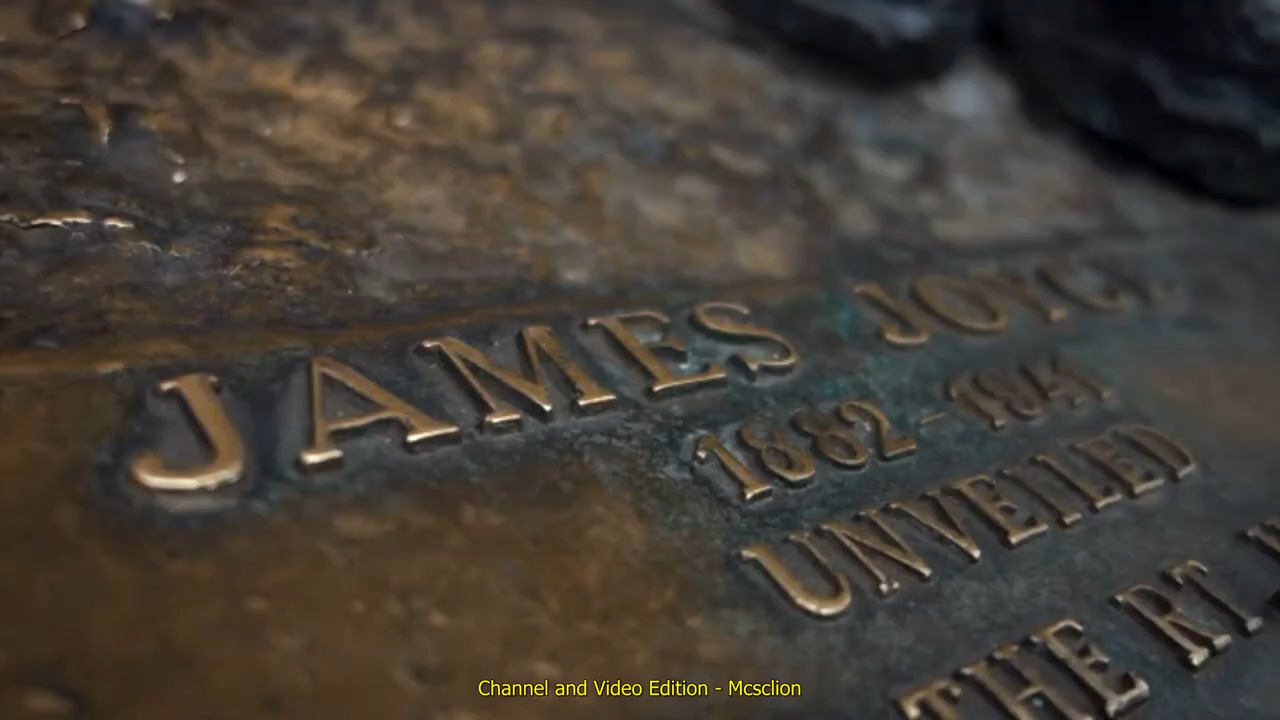 JAMES JOYCE
1882 - 1941
UNVEILED
THE RT
Channel and Video Edition - Mcsclion